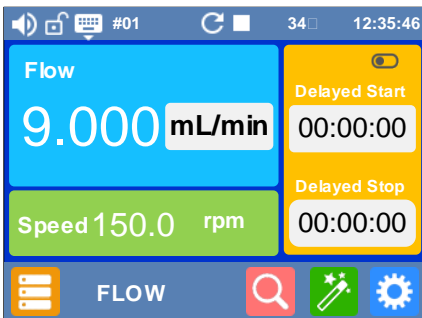 #01 34 12:35:46
Flow
9.000 mL/min
Speed 150.0 rpm
Delayed Start
00:00:00
Delayed Stop
00:00:00
FLOW